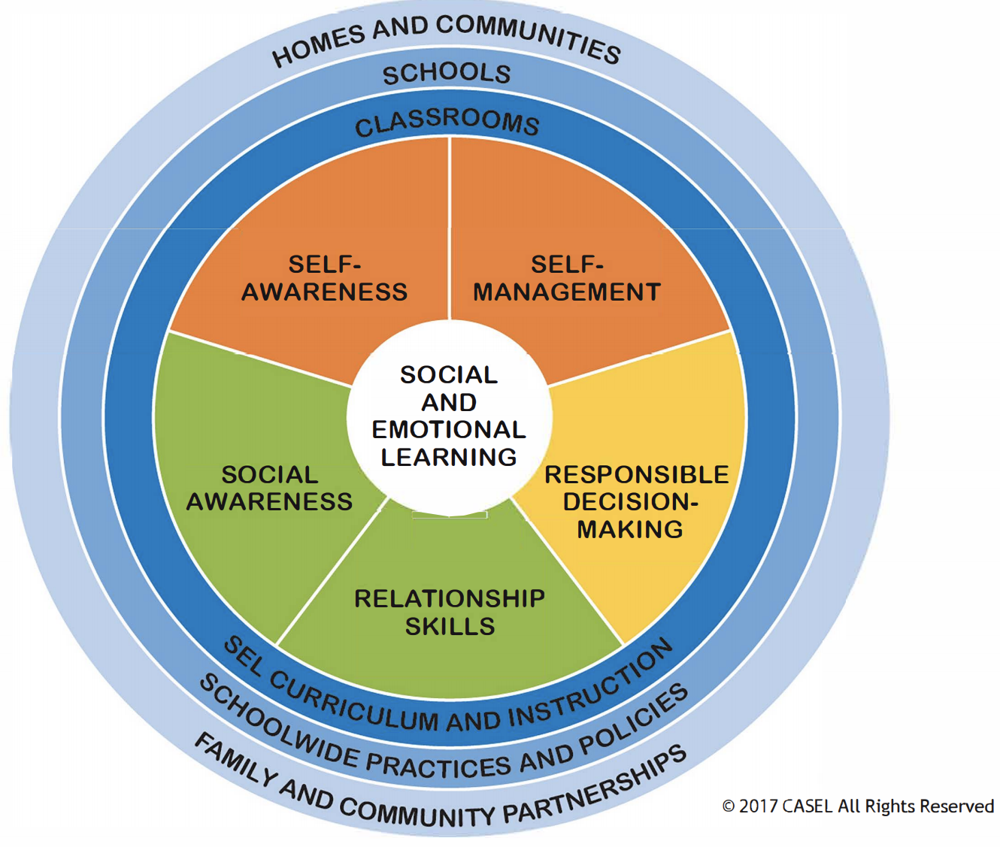 HOMES AND COMMUNITIES
SCHOOLS
CLASSROOMS
SELF-
AWARENESS
SELF-
MANAGEMENT
SOCIAL
AND
EMOTIONAL
LEARNING
SOCIAL
AWARENESS
RESPONSIBLE
DECISION-
MAKING
RELATIONSHIP
SKILLS
SEL CURRICULUM AND INSTRUCTION
SCHOOLWIDE PRACTICES AND POLICIES
FAMILY AND COMMUNITY PARTNERSHIPS
© 2017 CASEL All Rights Reserved